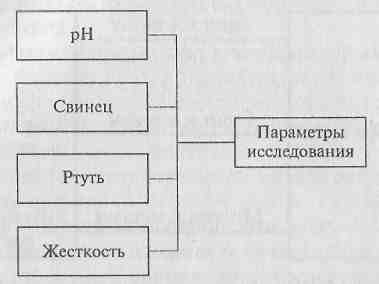 pH
Свинец
Ртуть
Жесткость
Параметры
исследования